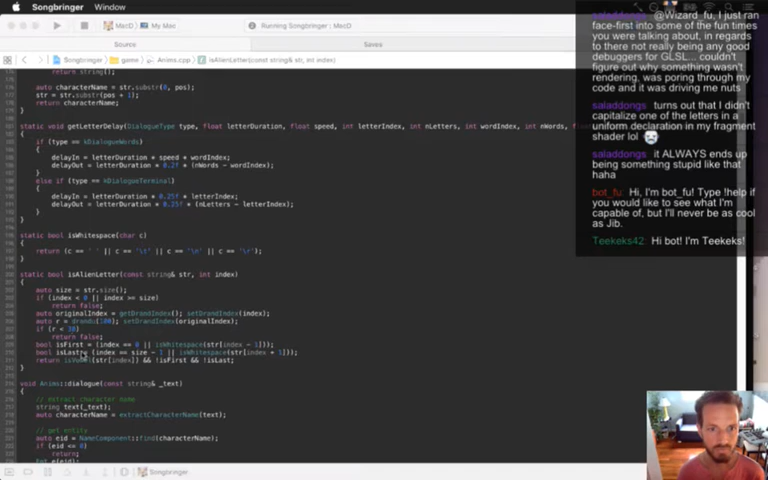 Songbringer Window
MacD My Mac Running Songbringer : MacD
Source Saves
Songbringer game Anims.cpp isAlienLetter(const string& str, int index)
return string();
auto characterName = str.substr(0, pos);
str = str.substr(pos + 1);
return characterName;
static void getLetterDelay(DialogueType type, float letterDuration, float speed, int letterIndex, int nLetters, int wordIndex, int nWords,
if (type == kDialogueWords)
delayIn = letterDuration * speed * wordIndex;
delayOut = letterDuration * 0.2f * (nWords - wordIndex);
else if (type == kDialogueTerminal)
delayIn = letterDuration * 0.25f * letterIndex;
delayOut = letterDuration * 0.25f * (nLetters - letterIndex);
static bool isWhitespace(char c)
return (c == ' ' || c == '\t' || c == '\n' || c == '\r');
static bool isAlienLetter(const string& str, int index)
auto size = str.size();
if (index < 0 || index >= size)
return false;
auto originalIndex = getDrandIndex(); setDrandIndex(index);
auto r = drandu(100); setDrandIndex(originalIndex);
return false;
bool isFirst = (index == 0 || isWhitespace(str[index - 1]));
bool isLast = (index == size - 1 || isWhitespace(str[index + 1]));
return isVowel(str[index]) && !isFirst && !isLast;
void Anims::dialogue(const string& _text)
// extract character name
string text(_text);
auto characterName = extractCharacterName(text);
// get entity
auto eid = NameComponent::find(characterName);
if (eid <= 0)
return;
Songbringer
saladdongs @Wizard_fu, I just ran
face-first into some of the fun times
you were talking about, in regards
to there not really being any good
debuggers for GLSL... couldn't
figure out why something wasn't
rendering, was poring through my
code and it was driving me nuts
saladdongs turns out that I didn't
capitalize one of the letters in a
uniform declaration in my fragment
shader lol
saladdongs it ALWAYS ends up
being something stupid like that
haha
bot_fu Hi, I'm bot_fu! Type !help if
you would like to see what I'm
capable of, but I'll never be as cool
as Jib.
Teekeks42: Hi bot! I'm Teekeks!